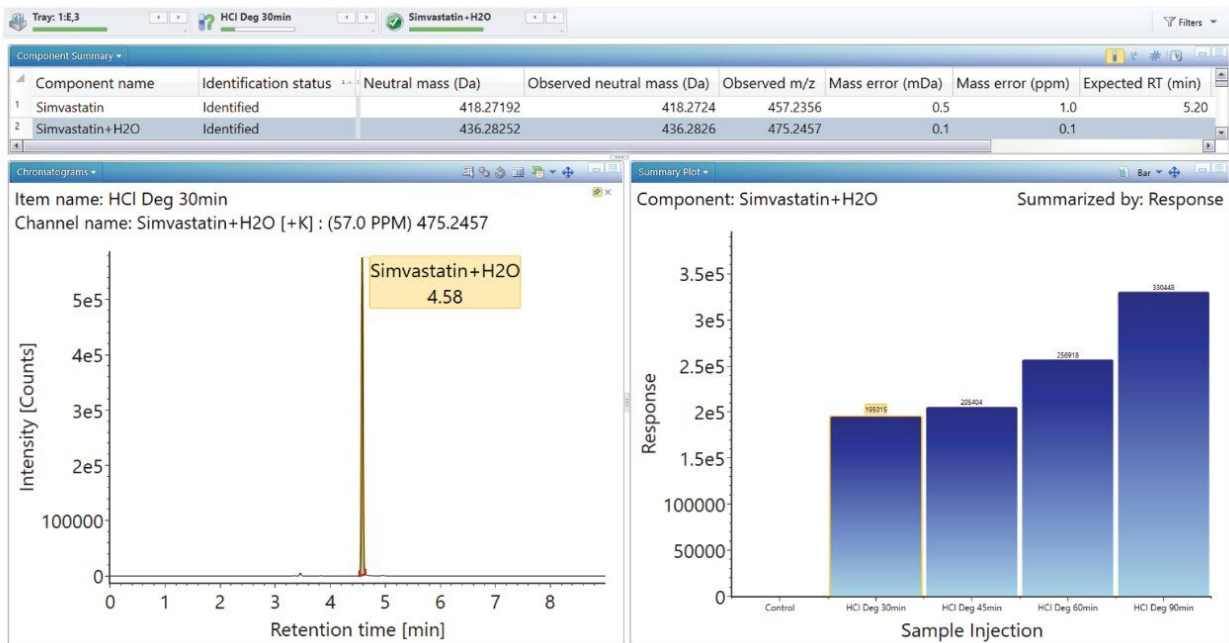 Tray: 1:E,3 HCl Deg 30min Simvastatin+H2O Filters
Component Summary
Component name Identification status Neutral mass (Da) Observed neutral mass (Da) Observed m/z Mass error (mDa) Mass error (ppm) Expected RT (min)
1 Simvastatin Identified 418.27192 418.2724 457.2356 0.5 1.0 5.20
2 Simvastatin+H2O Identified 436.28252 436.2826 475.2457 0.1 0.1
Chromatograms
Item name: HCl Deg 30min
Channel name: Simvastatin+H2O [+K] : (57.0 PPM) 475.2457
Simvastatin+H2O
4.58
Intensity [Counts]
5e5
4e5
3e5
2e5
100000
0
0 1 2 3 4 5 6 7 8
Retention time [min]
Summary Plot Bar
Component: Simvastatin+H2O Summarized by: Response
Response
3.5e5
3e5
2.5e5
2e5
1.5e5
100000
50000
0
195015 205404 256918 330448
Control HCl Deg 30min HCl Deg 45min HCl Deg 60min HCl Deg 90min
Sample Injection